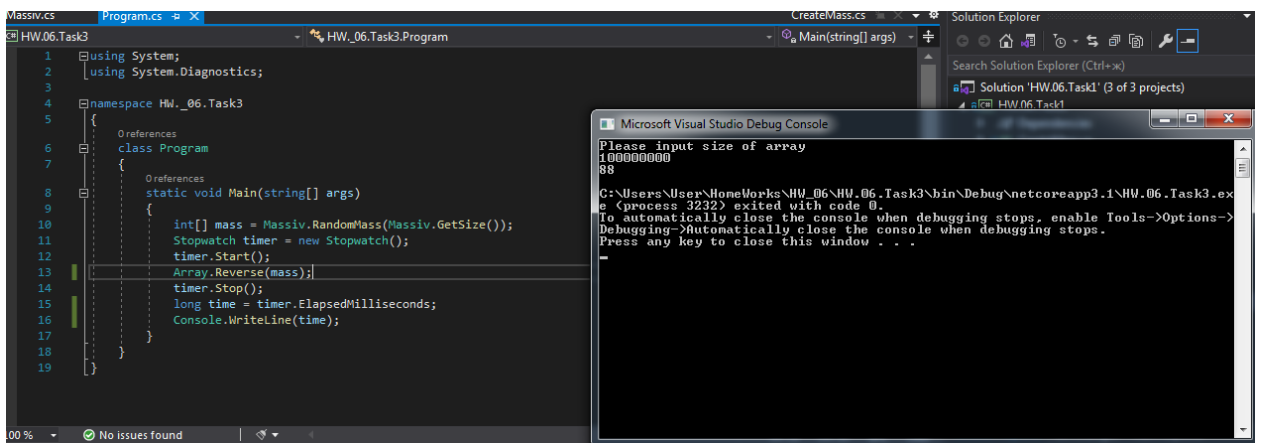 Massiv.cs Program.cs CreateMass.cs
HW.06.Task3 HW._06.Task3.Program Main(string[] args)
1 using System;
2 using System.Diagnostics;
3
4 namespace HW._06.Task3
5 {
0 references
6 class Program
7 {
0 references
8 static void Main(string[] args)
9 {
10 int[] mass = Massiv.RandomMass(Massiv.GetSize());
11 Stopwatch timer = new Stopwatch();
12 timer.Start();
13 Array.Reverse(mass);
14 timer.Stop();
15 long time = timer.ElapsedMilliseconds;
16 Console.WriteLine(time);
17 }
18 }
19 }
No issues found
Solution Explorer
Search Solution Explorer (Ctrl+ж)
Solution 'HW.06.Task1' (3 of 3 projects)
HW.06.Task1
Microsoft Visual Studio Debug Console
Please input size of array
100000000
88
C:\Users\User\HomeWorks\HW_06\HW.06.Task3\bin\Debug\netcoreapp3.1\HW.06.Task3.ex
e (process 3232) exited with code 0.
To automatically close the console when debugging stops, enable Tools->Options->
Debugging->Automatically close the console when debugging stops.
Press any key to close this window . . .